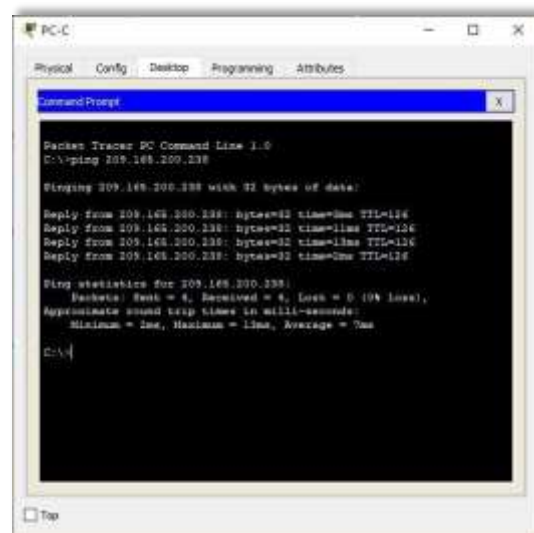 PC-C
Physical Config Desktop Programming Attributes
Command Prompt X
Packet Tracer PC Command Line 1.0
C:\>ping 209.165.200.238
Pinging 209.165.200.238 with 32 bytes of data:
Reply from 209.165.200.238: bytes=32 TTL=126
Reply from 209.165.200.238: bytes=32 time=11ms TTL=126
Reply from 209.165.200.238: bytes=32 time=13ms TTL=126
Reply from 209.165.200.238: bytes=32 time=2ms TTL=126
Ping statistics for 209.165.200.238:
Packets: Sent = 4, Received = 4, Lost = 0 (0% loss),
Approximate round trip times in milli-seconds:
Minimum = 2ms, Maximum = 13ms, Average = 7ms
C:\>
Top